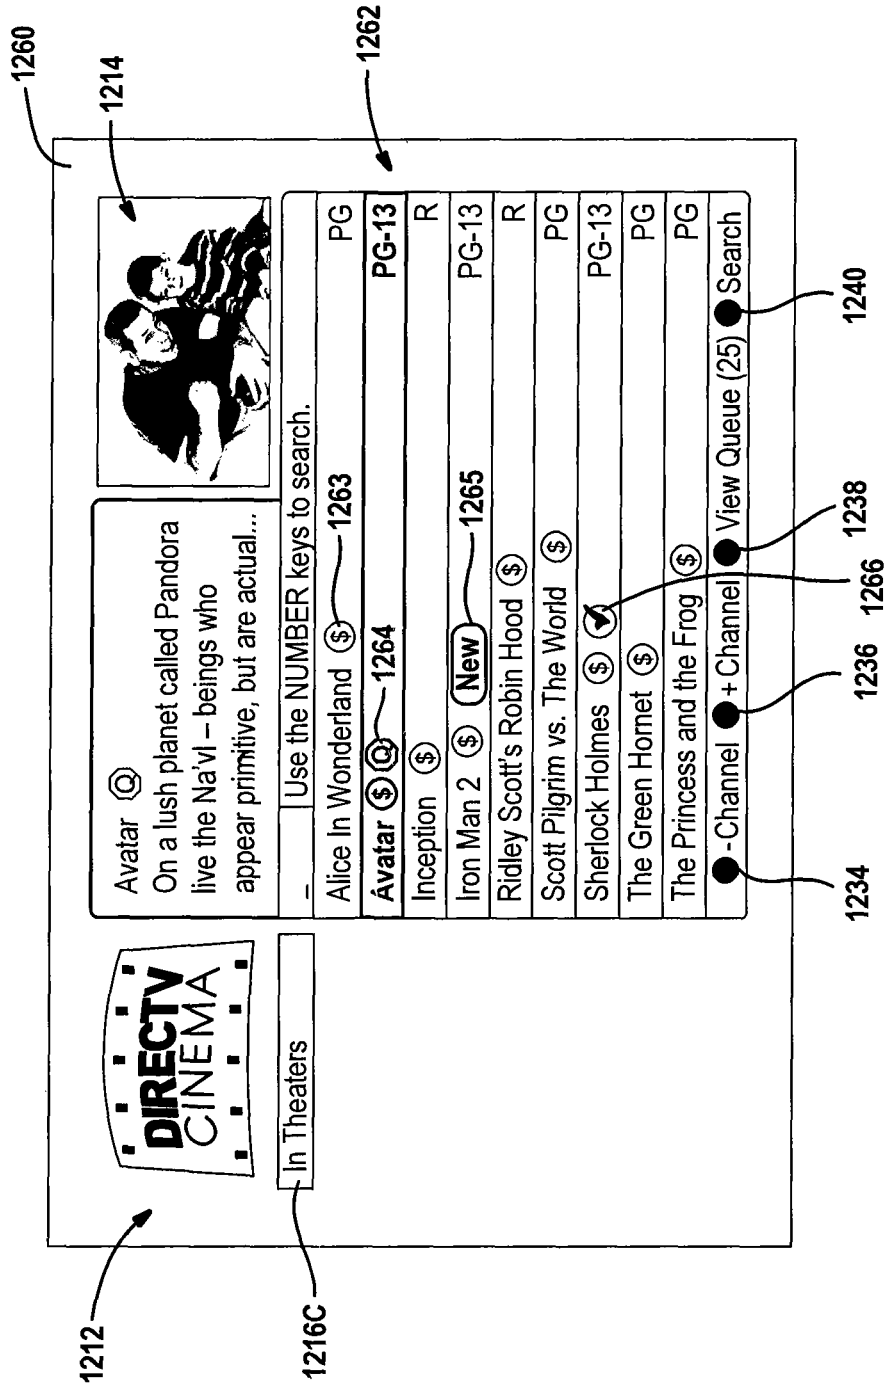 1260
1214
1262
1212
DIRECTV
CINEMA
1216C
In Theaters
Avatar Q
On a lush planet called Pandora
live the Na'vl – beings who
appear primitive, but are actual...
_ Use the NUMBER keys to search.
Alice In Wonderland $ 1263 PG
Avatar $ Q 1264 PG-13
Inception $ R
Iron Man 2 $ New 1265 PG-13
Ridley Scott's Robin Hood $ R
Scott Pilgrim vs. The World $ PG
Sherlock Holmes $ ✓ PG-13
The Green Hornet $ PG
The Princess and the Frog $ PG
- Channel + Channel View Queue (25) Search
1234
1236
1266
1238
1240